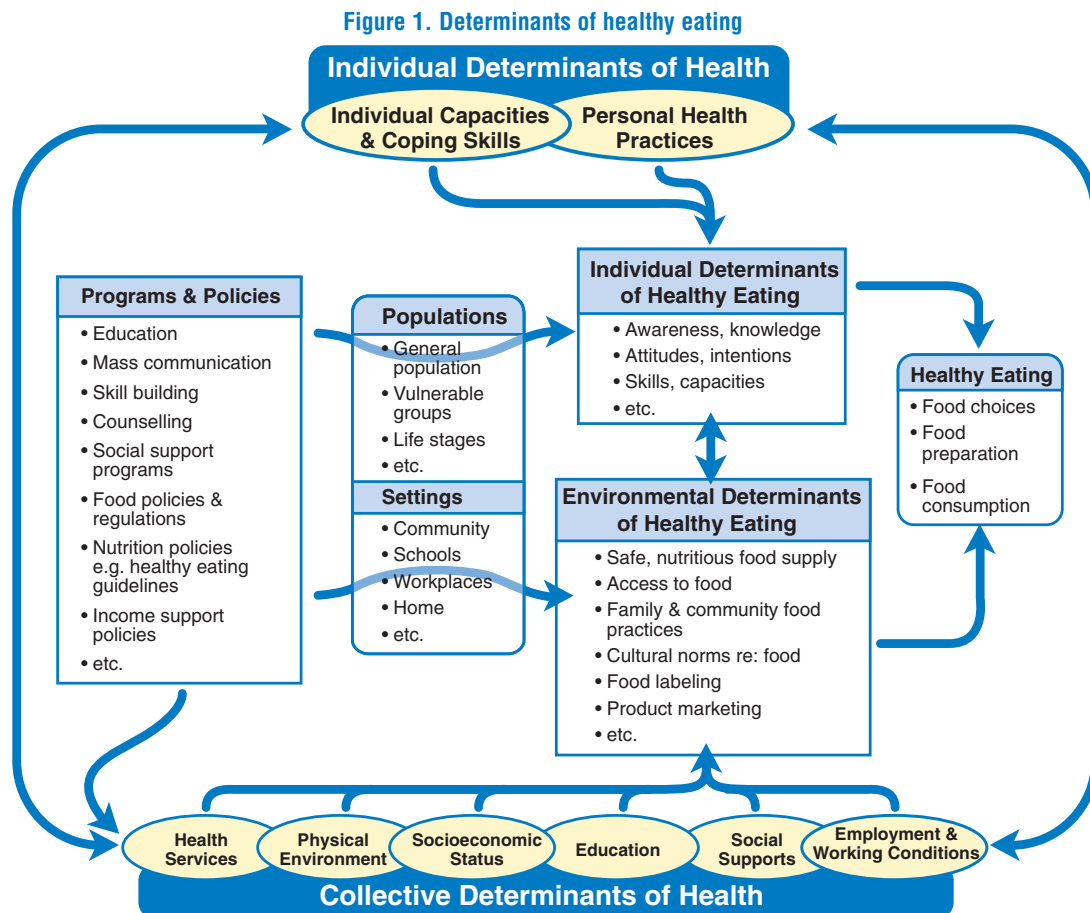 Figure 1. Determinants of healthy eating
Individual Determinants of Health
Individual Capacities
& Coping Skills
Personal Health
Practices
Programs & Policies
• Education
• Mass communication
• Skill building
• Counselling
• Social support
programs
• Food policies &
regulations
• Nutrition policies
e.g. healthy eating
guidelines
• Income support
policies
• etc.
Populations
• General
population
• Vulnerable
groups
• Life stages
• etc.
Settings
• Community
• Schools
• Workplaces
• Home
• etc.
Individual Determinants
of Healthy Eating
• Awareness, knowledge
• Attitudes, intentions
• Skills, capacities
• etc.
Environmental Determinants
of Healthy Eating
• Safe, nutritious food supply
• Access to food
• Family & community food
practices
• Cultural norms re: food
• Food labeling
• Product marketing
• etc.
Healthy Eating
• Food choices
• Food
preparation
• Food
consumption
Health
Services
Physical
Environment
Socioeconomic
Status
Education
Social
Supports
Employment &
Working Conditions
Collective Determinants of Health